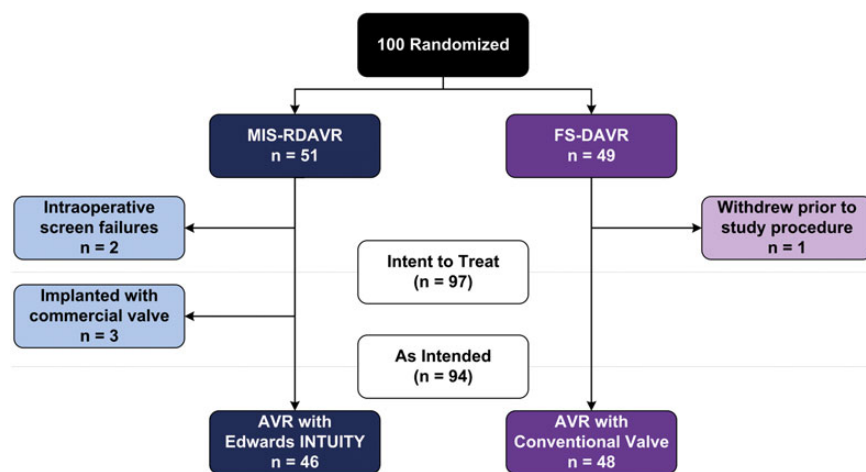 100 Randomized
MIS-RDAVR
n = 51
FS-DAVR
n = 49
Intraoperative
screen failures
n = 2
Withdrew prior to
study procedure
n = 1
Intent to Treat
(n = 97)
Implanted with
commercial valve
n = 3
As Intended
(n = 94)
AVR with
Edwards INTUITY
n = 46
AVR with
Conventional Valve
n = 48